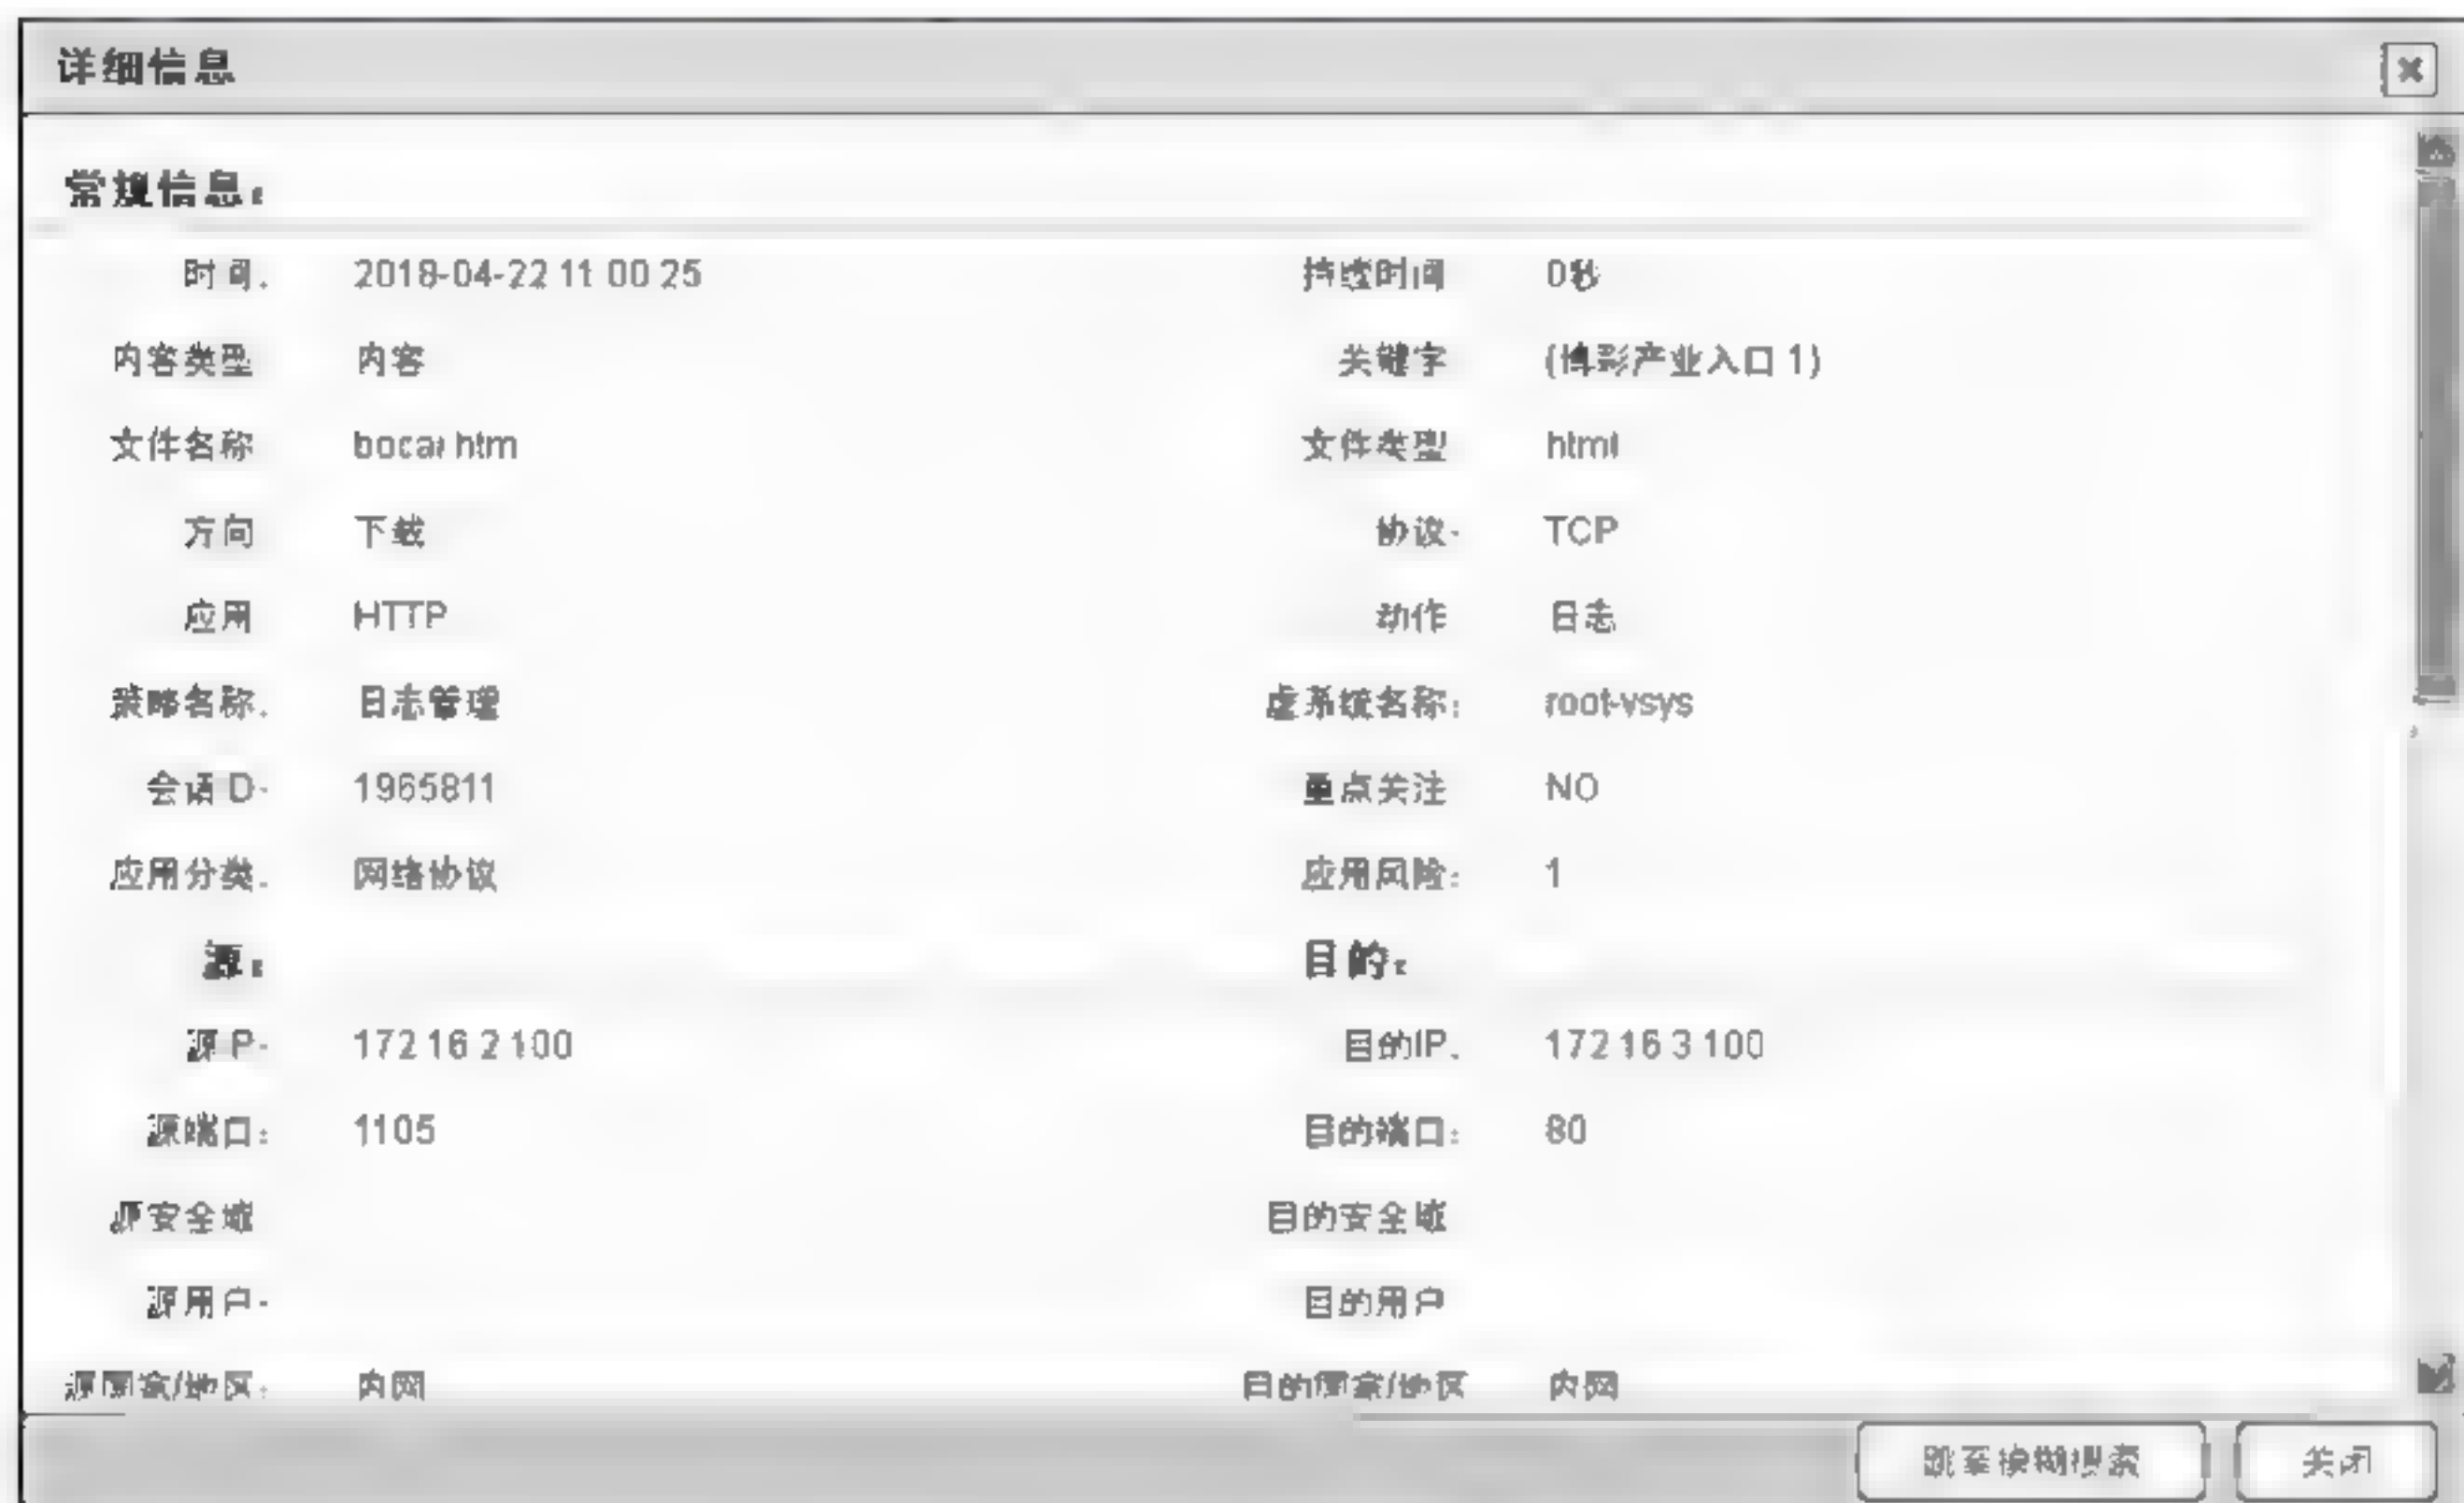 详细信息
常规信息：
时间： 2018-04-22 11 00 25 持续时间 0秒
内容类型 内容 关键字 (博彩产业入口 1)
文件名称 bocai htm 文件类型 html
方向 下载 协议: TCP
应用 HTTP 动作 日志
策略名称: 日志管理 虚系统名称: root-vsys
会话 D: 1965811 重点关注 NO
应用分类: 网络协议 应用风险: 1
源： 目的：
源 P: 172 16 2 100 目的IP: 172 16 3 100
源端口: 1105 目的端口: 80
源安全域 目的安全域
源用户: 目的用户
源国家/地区: 内网 目的国家/地区 内网
跳至模糊搜索 关闭